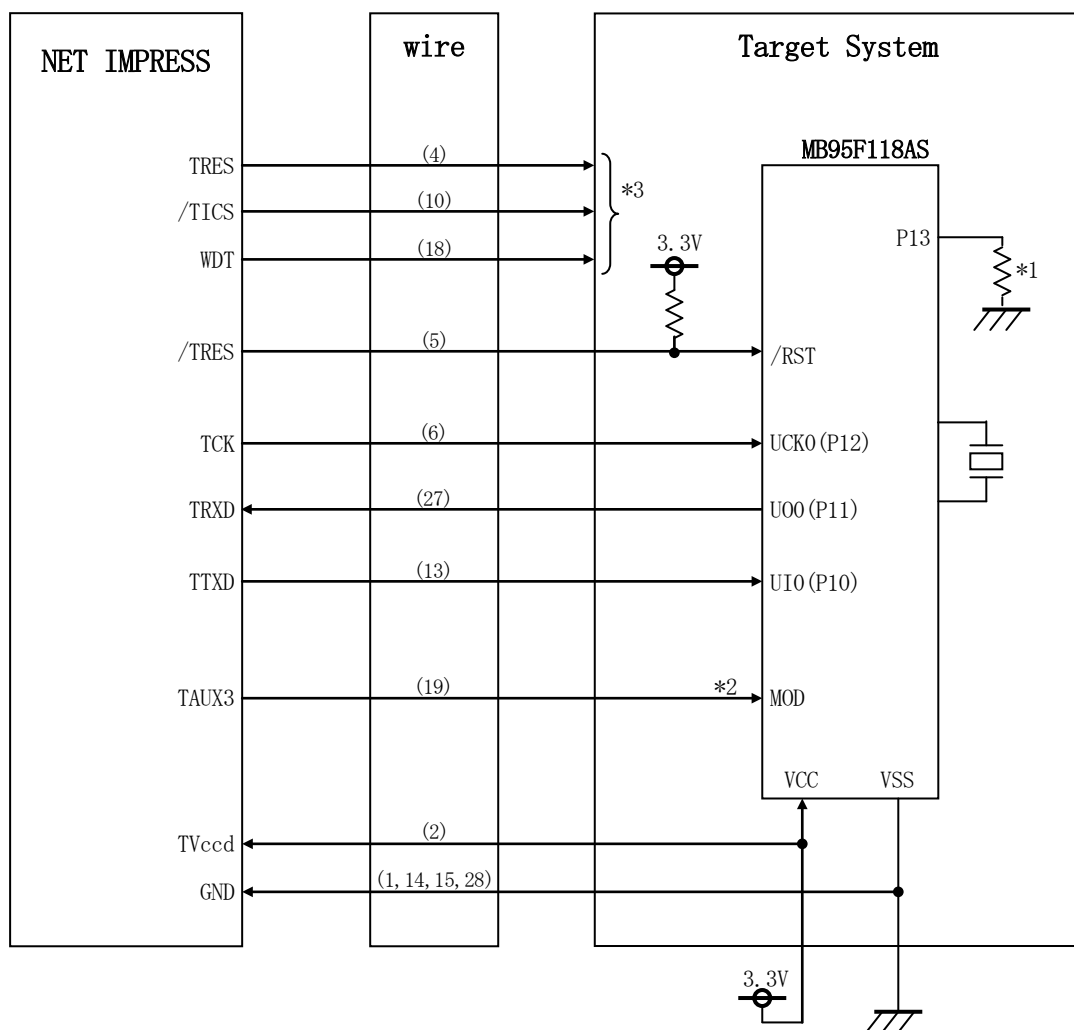 NET IMPRESS
wire
Target System
MB95F118AS
TRES
(4)
*3
/TICS
(10)
WDT
(18)
3.3V
P13
*1
/TRES
(5)
/RST
TCK
(6)
UCK0(P12)
TRXD
(27)
UO0(P11)
TTXD
(13)
UI0(P10)
TAUX3
(19)
*2
MOD
VCC
VSS
TVccd
(2)
GND
(1,14,15,28)
3.3V